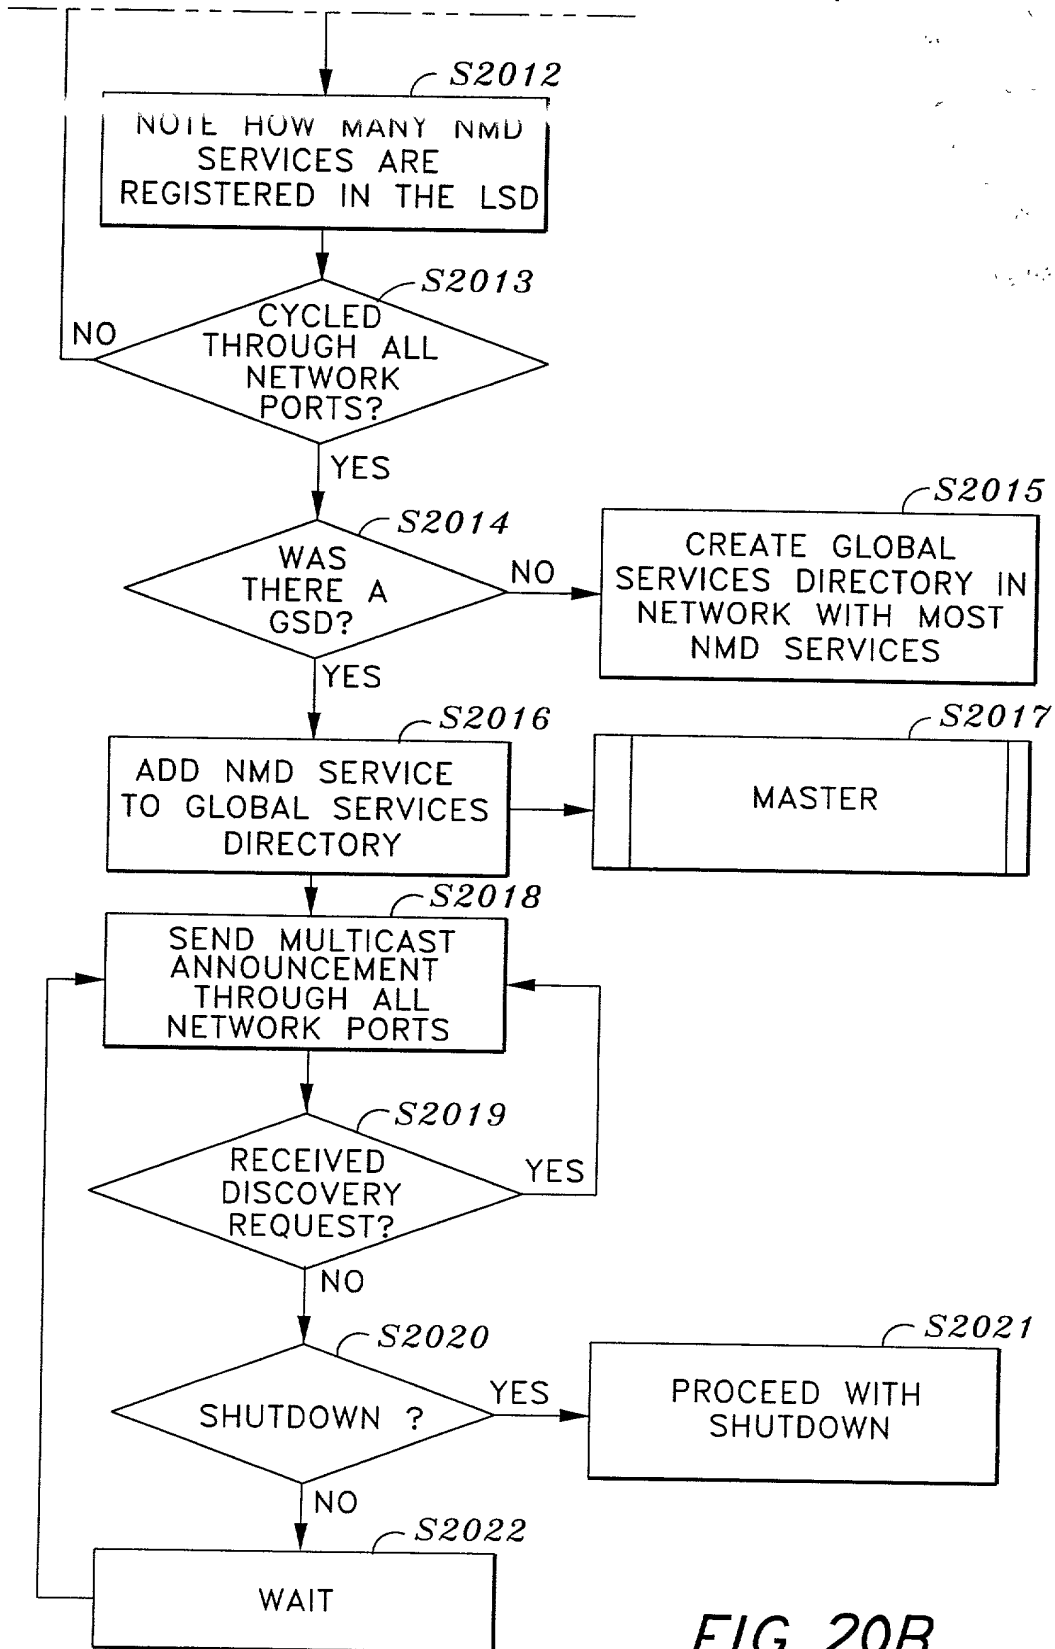 S2012
NOTE HOW MANY NMD
SERVICES ARE
REGISTERED IN THE LSD
S2013
CYCLED
THROUGH ALL
NETWORK
PORTS?
NO
YES
S2014
WAS
THERE A
GSD?
NO
S2015
CREATE GLOBAL
SERVICES DIRECTORY IN
NETWORK WITH MOST
NMD SERVICES
YES
S2016
ADD NMD SERVICE
TO GLOBAL SERVICES
DIRECTORY
S2017
MASTER
S2018
SEND MULTICAST
ANNOUNCEMENT
THROUGH ALL
NETWORK PORTS
S2019
RECEIVED
DISCOVERY
REQUEST?
YES
NO
S2020
SHUTDOWN ?
YES
S2021
PROCEED WITH
SHUTDOWN
NO
S2022
WAIT
FIG. 20B